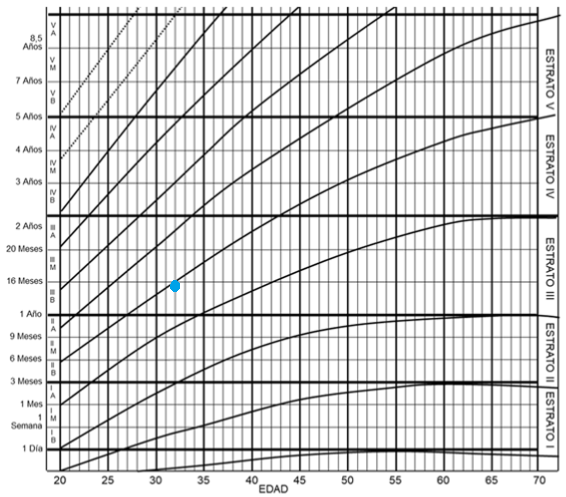 V A
8,5 Años
V M
7 Años
V B
5 Años
IV A
4 Años
IV M
3 Años
IV B
III A
2 Años
20 Meses
III M
16 Meses
III B
1 Año
II A
9 Meses
II M
6 Meses
II B
3 Meses
I A
1 Mes
I M
1 Semana
I B
1 Día
20 25 30 35 40 45 50 55 60 65 70
EDAD
ESTRATO V
ESTRATO IV
ESTRATO III
ESTRATO II
ESTRATO I